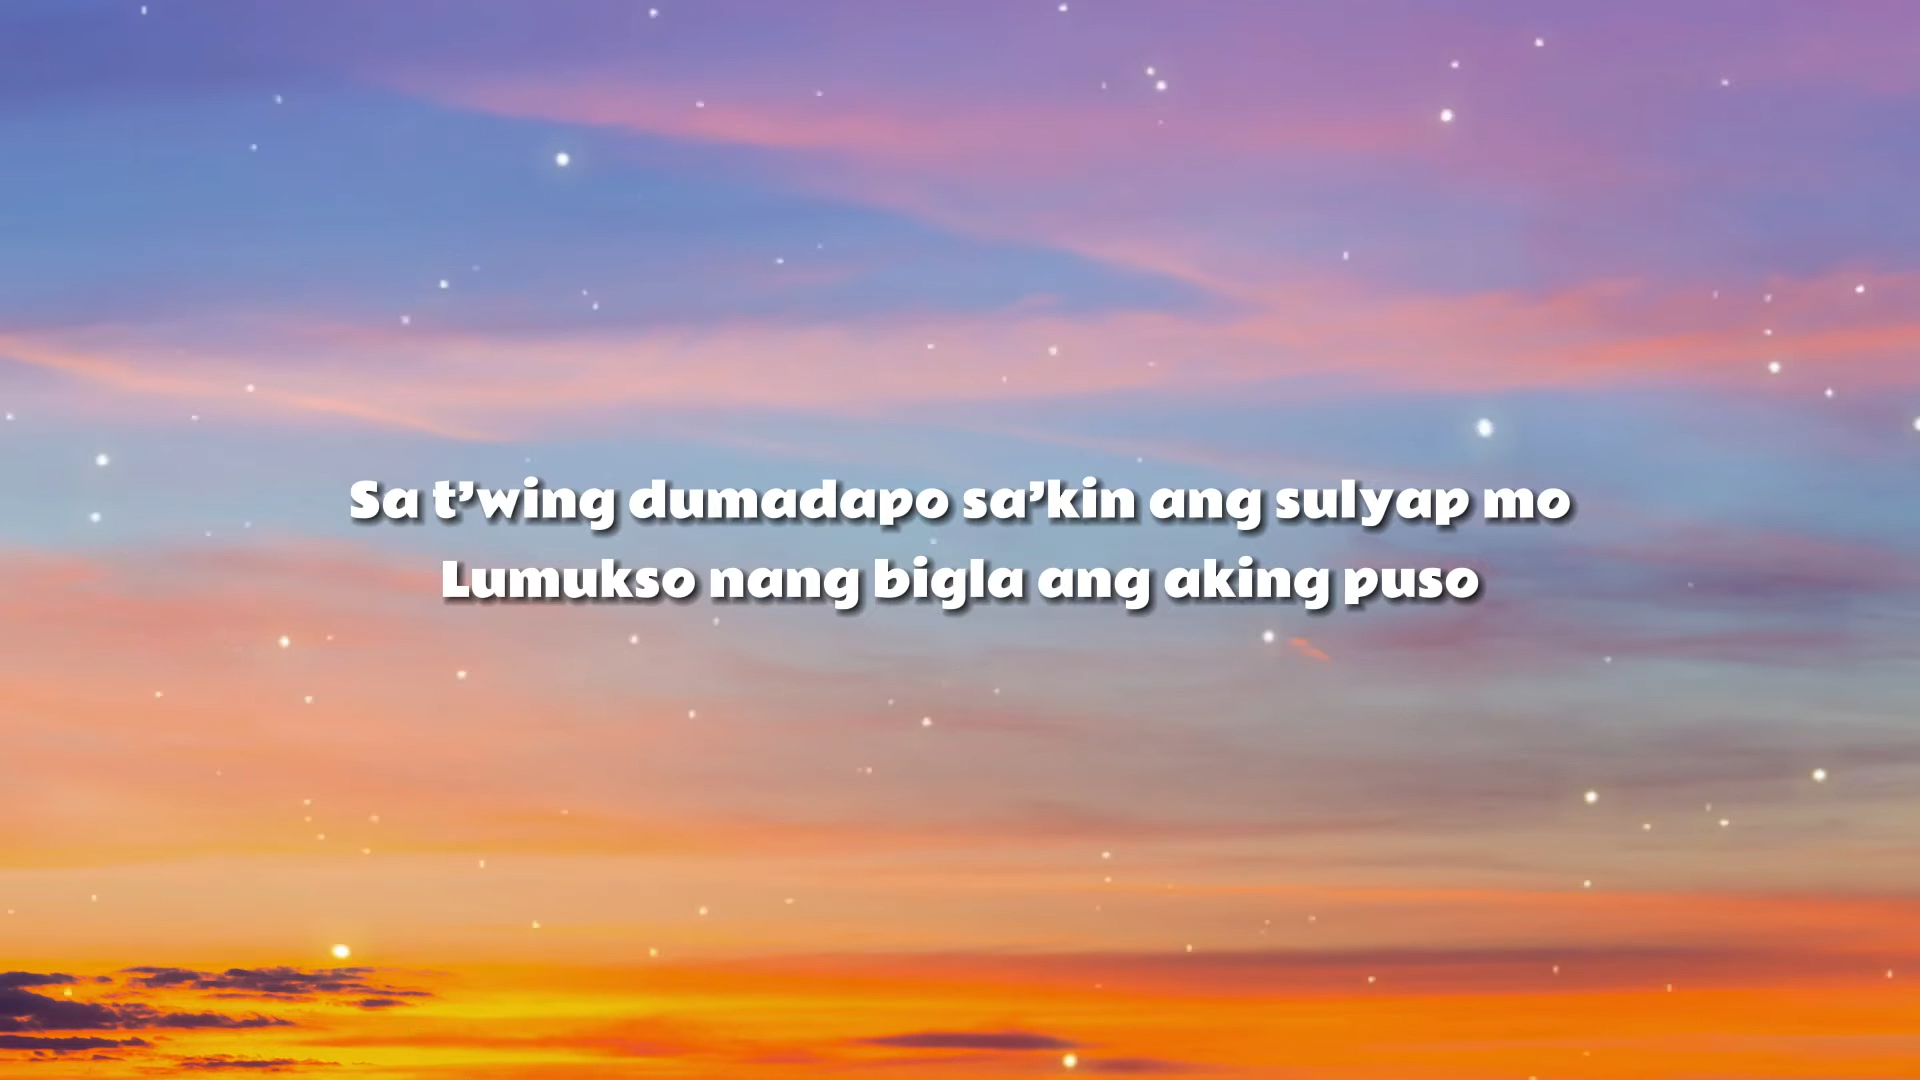 Sa t’wing dumadapo sa’kin ang sulyap mo
Lumukso nang bigla ang aking puso